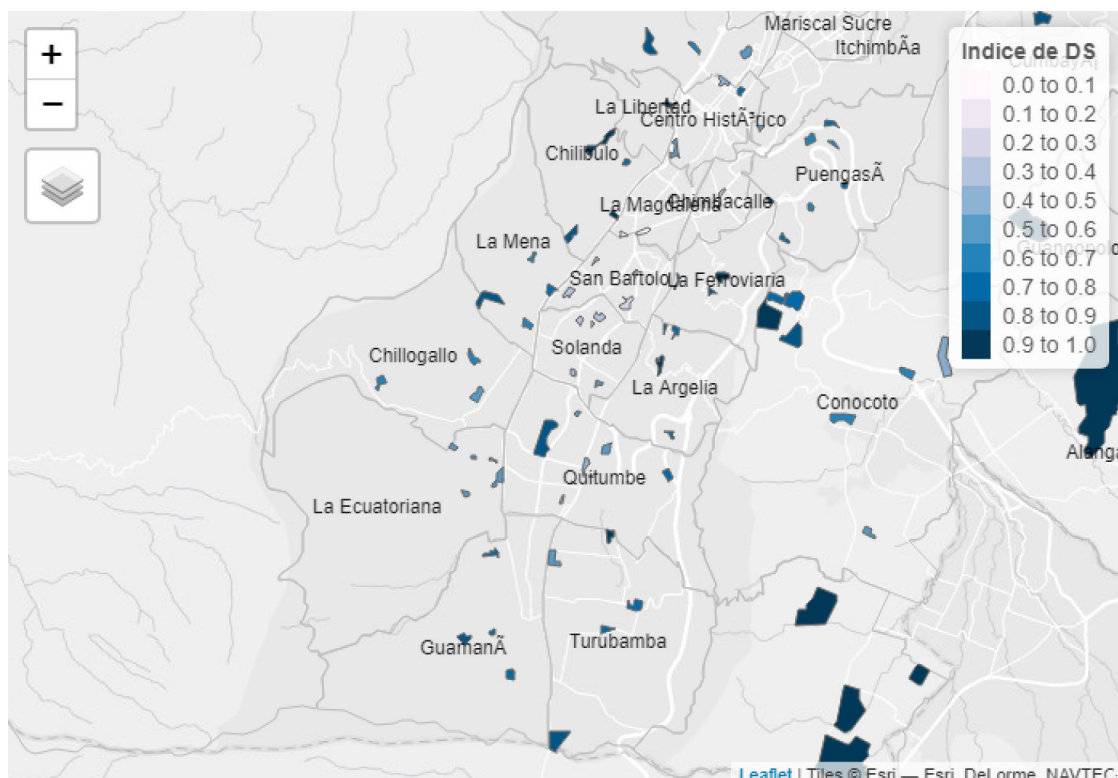 +
−
Mariscal Sucre
ItchimbÃ­a
Indice de DS
0.0 to 0.1
0.1 to 0.2
0.2 to 0.3
0.3 to 0.4
0.4 to 0.5
0.5 to 0.6
0.6 to 0.7
0.7 to 0.8
0.8 to 0.9
0.9 to 1.0
La Libertad
Centro HistÃ³rico
Chilibulo
PuengasÃ
La Magdalena
Chimbacalle
La Mena
Guangopolo
San Bartolo
La Ferroviaria
Solanda
Chillogallo
La Argelia
Conocoto
Alanga
Quitumbe
La Ecuatoriana
Turubamba
GuamanÃ
Leaflet | Tiles © Esri — Esri, DeLorme, NAVTEQ